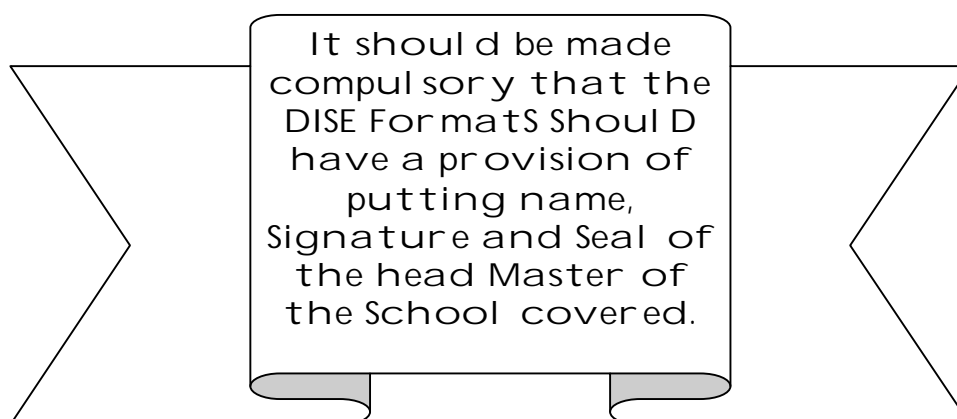 It should be made
compulsory that the
DISE FormatS ShoulD
have a provision of
putting name,
Signature and Seal of
the head Master of
the School covered.